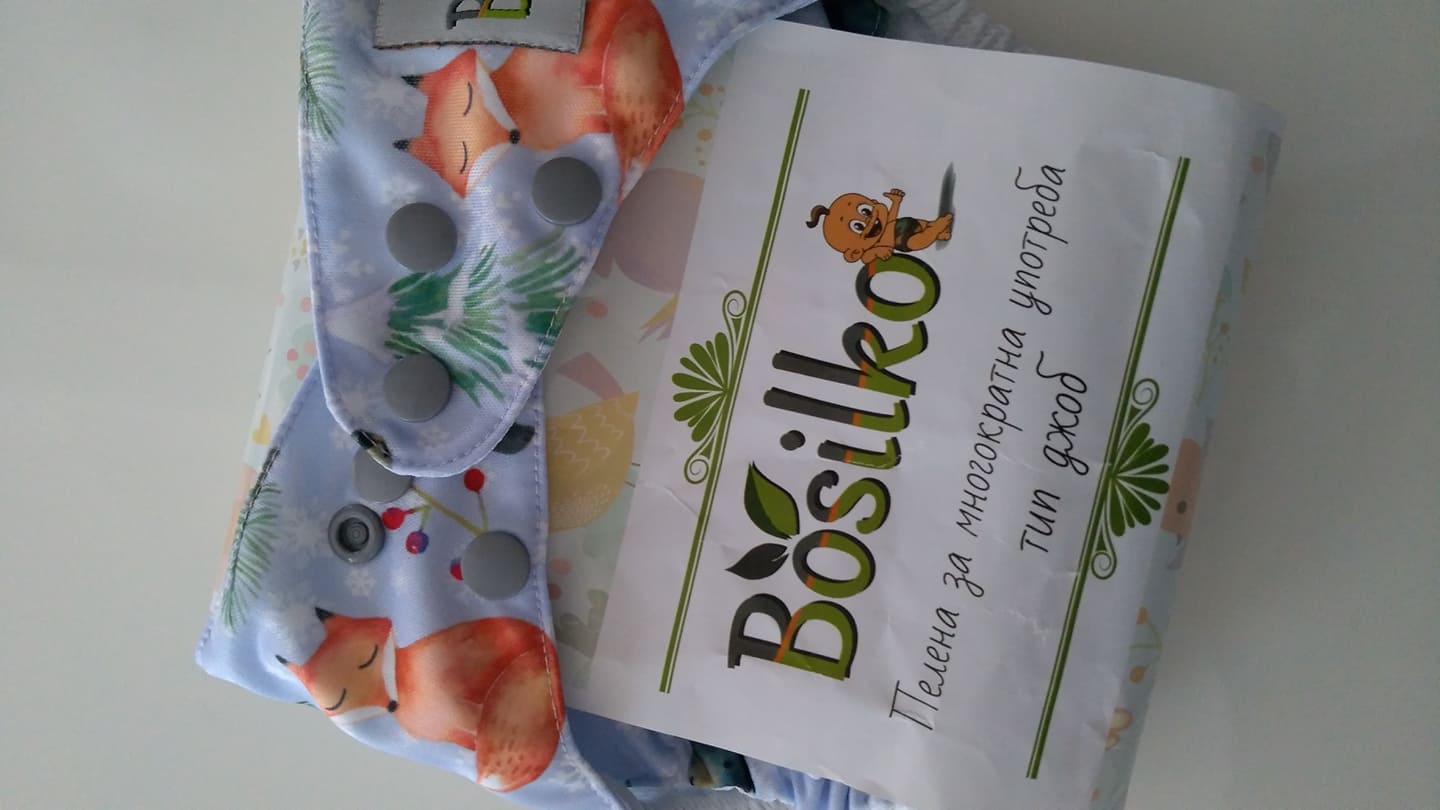 Bosilko
Пелена за многократна употреба
тип джоб